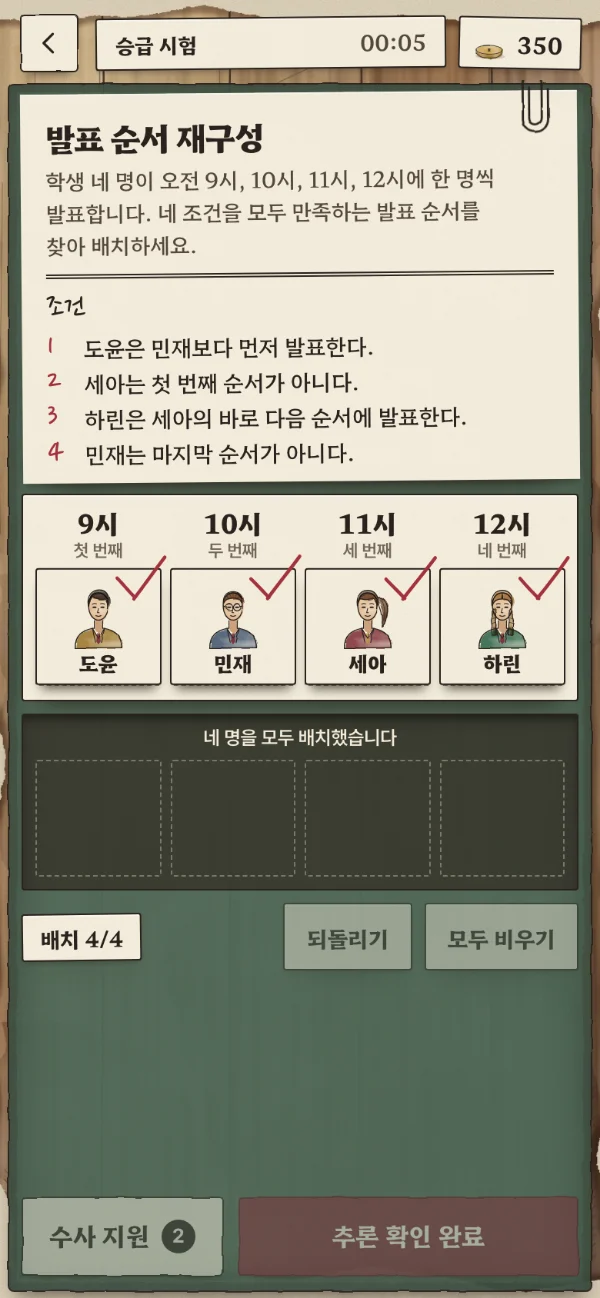 승급 시험 00:05 350
발표 순서 재구성
학생 네 명이 오전 9시, 10시, 11시, 12시에 한 명씩
발표합니다. 네 조건을 모두 만족하는 발표 순서를
찾아 배치하세요.
조건
1 도윤은 민재보다 먼저 발표한다.
2 세아는 첫 번째 순서가 아니다.
3 하린은 세아의 바로 다음 순서에 발표한다.
4 민재는 마지막 순서가 아니다.
9시 10시 11시 12시
첫 번째 두 번째 세 번째 네 번째
도윤 민재 세아 하린
네 명을 모두 배치했습니다
배치 4/4 되돌리기 모두 비우기
수사 지원 2 추론 확인 완료